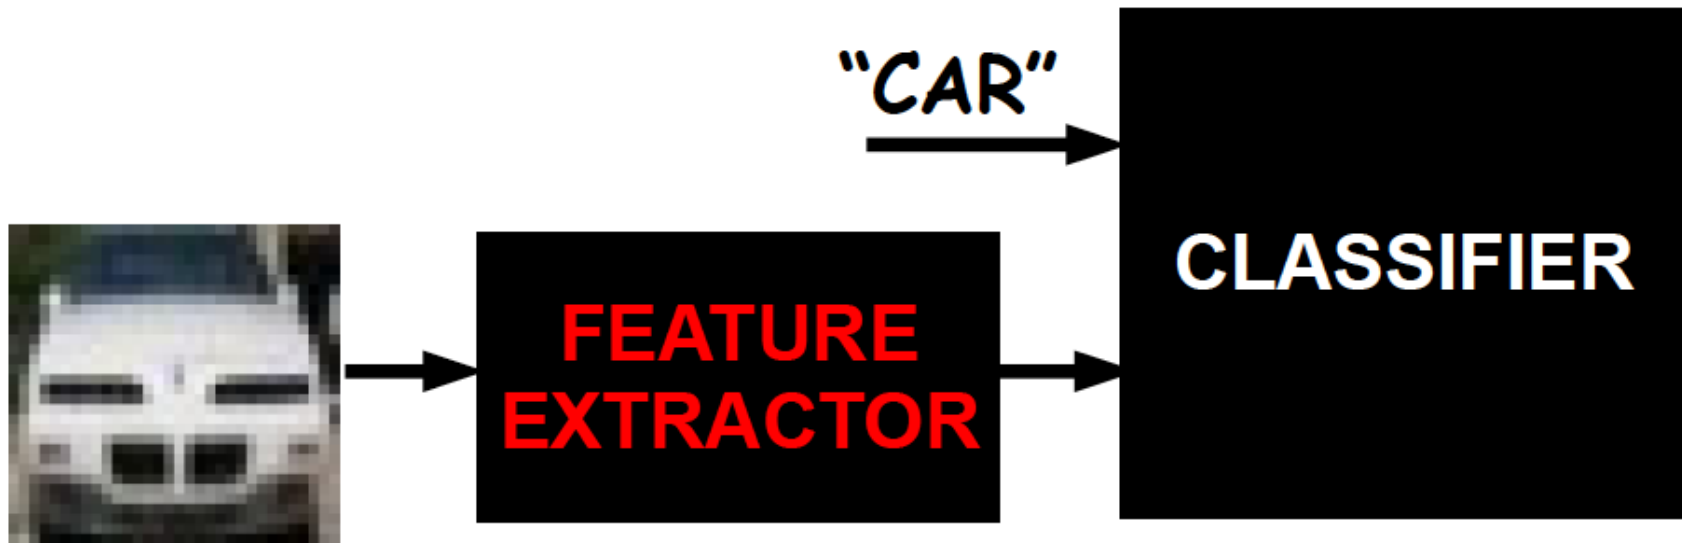 “CAR”
CLASSIFIER
FEATURE
EXTRACTOR